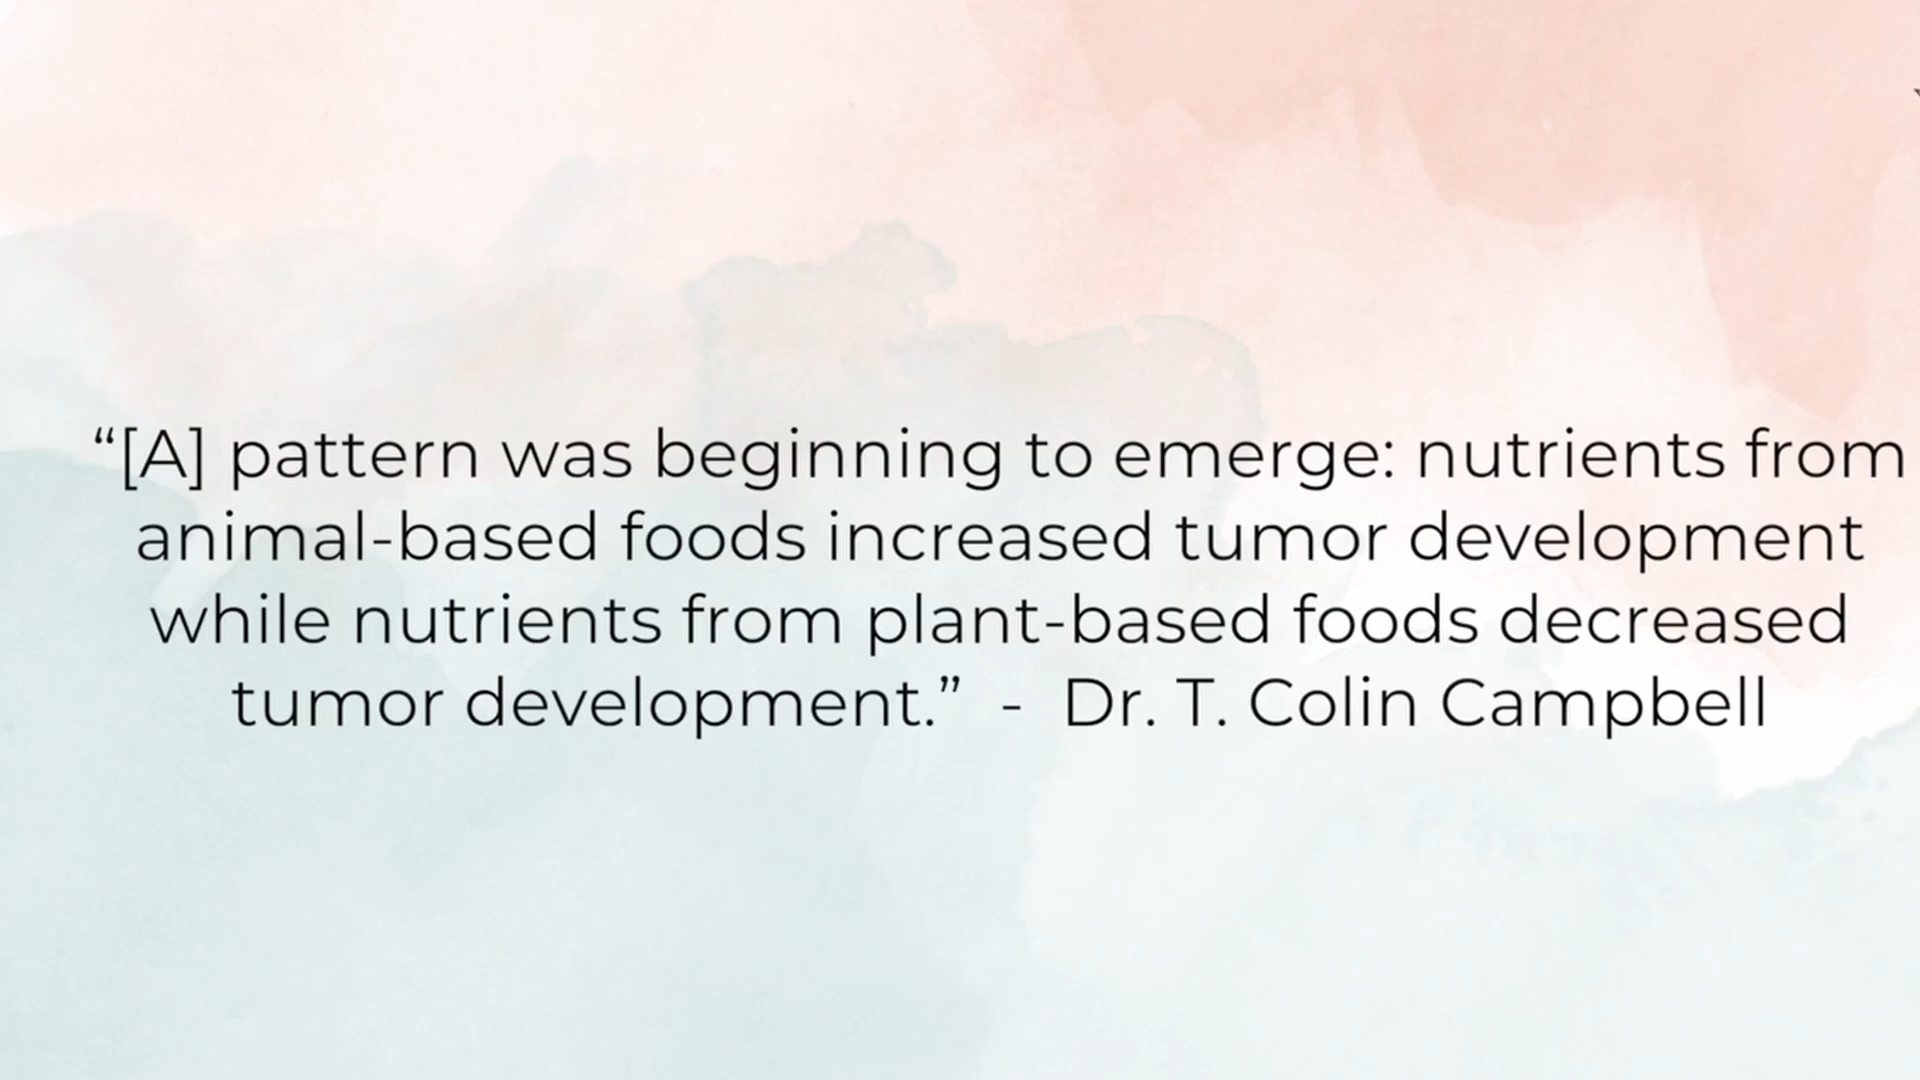 “[A] pattern was beginning to emerge: nutrients from
animal-based foods increased tumor development
while nutrients from plant-based foods decreased
tumor development.” - Dr. T. Colin Campbell